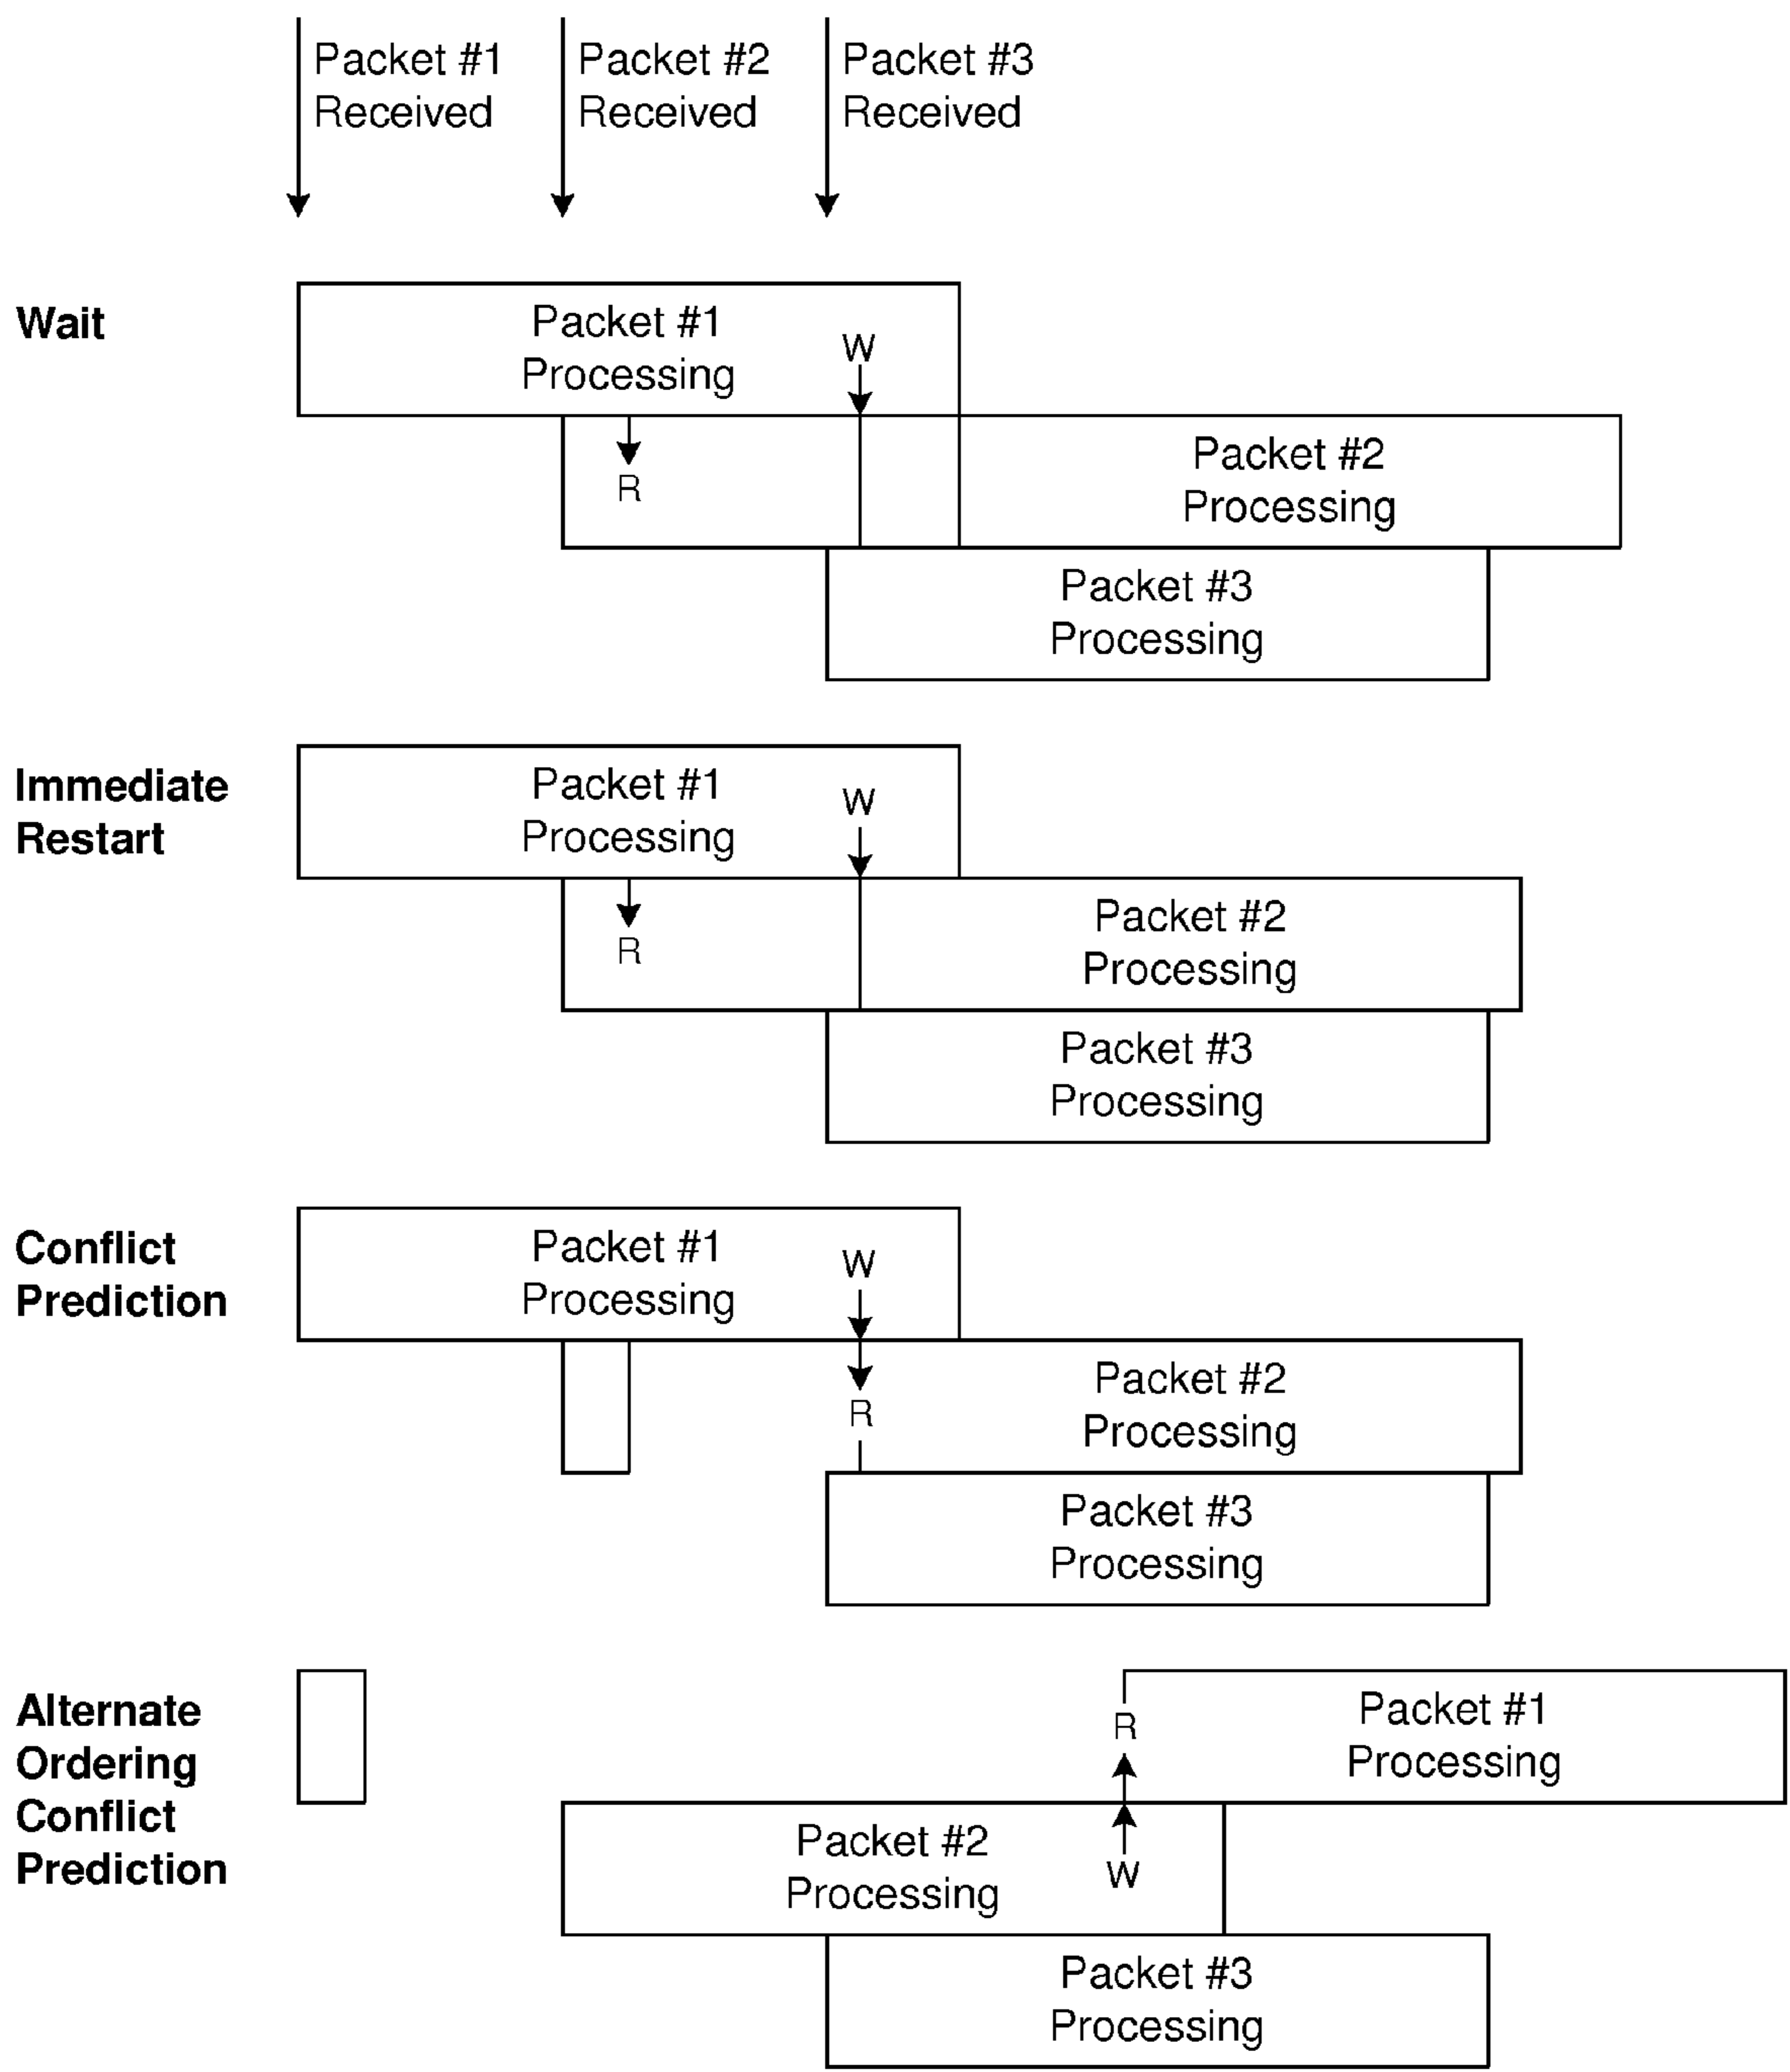 Packet #1
Received
Packet #2
Received
Packet #3
Received
Wait
Packet #1
Processing
W
R
Packet #2
Processing
Packet #3
Processing
Immediate
Restart
Packet #1
Processing
W
R
Packet #2
Processing
Packet #3
Processing
Conflict
Prediction
Packet #1
Processing
W
R
Packet #2
Processing
Packet #3
Processing
Alternate
Ordering
Conflict
Prediction
R
Packet #1
Processing
Packet #2
Processing
W
Packet #3
Processing